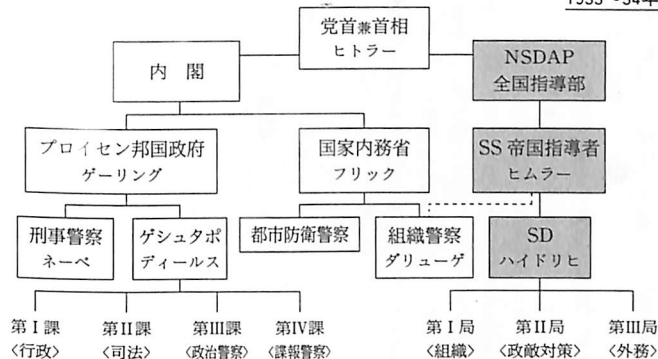 1933〜34年
党首兼首相
ヒトラー
内閣
NSDAP
全国指導部
プロイセン邦国政府
ゲーリング
国家内務省
フリック
SS帝国指導者
ヒムラー
刑事警察
ネーベ
ゲシュタポ
ディールス
都市防衛警察
組織警察
ダリューゲ
SD
ハイドリヒ
第Ⅰ課
〈行政〉
第Ⅱ課
〈司法〉
第Ⅲ課
〈政治警察〉
第Ⅳ課
〈諜報警察〉
第Ⅰ局
〈組織〉
第Ⅱ局
〈政敵対策〉
第Ⅲ局
〈外務〉